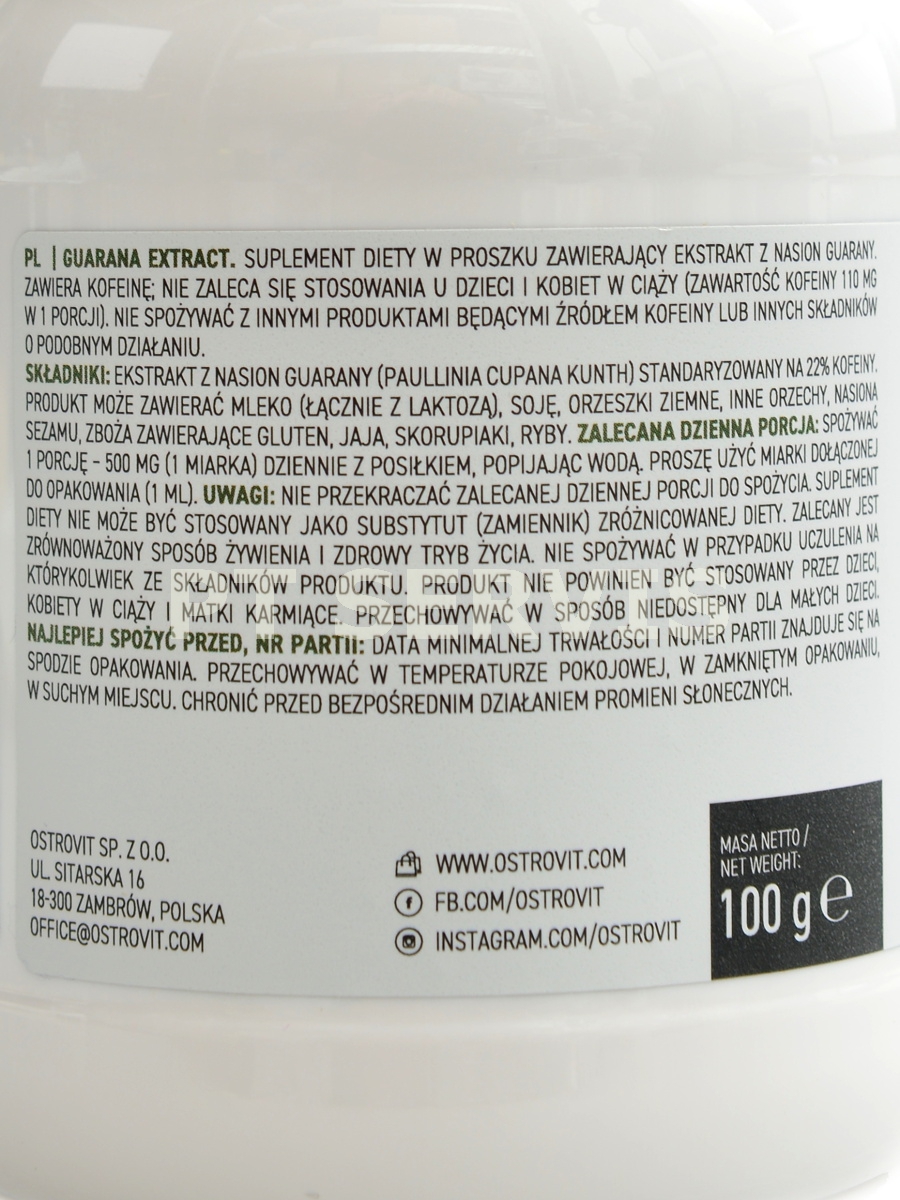 PL | GUARANA EXTRACT. SUPLEMENT DIETY W PROSZKU ZAWIERAJĄCY EKSTRAKT Z NASION GUARANY.
ZAWIERA KOFEINĘ; NIE ZALECA SIĘ STOSOWANIA U DZIECI I KOBIET W CIĄŻY (ZAWARTOŚĆ KOFEINY 110 MG
W 1 PORCJI). NIE SPOŻYWAĆ Z INNYMI PRODUKTAMI BĘDĄCYMI ŹRÓDŁEM KOFEINY LUB INNYCH SKŁADNIKÓW
O PODOBNYM DZIAŁANIU.
SKŁADNIKI: EKSTRAKT Z NASION GUARANY (PAULLINIA CUPANA KUNTH) STANDARYZOWANY NA 22% KOFEINY.
PRODUKT MOŻE ZAWIERAĆ MLEKO (ŁĄCZNIE Z LAKTOZĄ), SOJĘ, ORZESZKI ZIEMNE, INNE ORZECHY, NASIONA
SEZAMU, ZBOŻA ZAWIERAJĄCE GLUTEN, JAJA, SKORUPIAKI, RYBY. ZALECANA DZIENNA PORCJA: SPOŻYWAĆ
1 PORCJĘ – 500 MG (1 MIARKA) DZIENNIE Z POSIŁKIEM, POPIJAJĄC WODĄ. PROSZĘ UŻYĆ MIARKI DOŁĄCZONEJ
DO OPAKOWANIA (1 ML). UWAGI: NIE PRZEKRACZAĆ ZALECANEJ DZIENNEJ PORCJI DO SPOŻYCIA. SUPLEMENT
DIETY NIE MOŻE BYĆ STOSOWANY JAKO SUBSTYTUT (ZAMIENNIK) ZRÓŻNICOWANEJ DIETY. ZALECANY JEST
ZRÓWNOWAŻONY SPOSÓB ŻYWIENIA I ZDROWY TRYB ŻYCIA. NIE SPOŻYWAĆ W PRZYPADKU UCZULENIA NA
KTÓRYKOLWIEK ZE SKŁADNIKÓW PRODUKTU. PRODUKT NIE POWINIEN BYĆ STOSOWANY PRZEZ DZIECI,
KOBIETY W CIĄŻY I MATKI KARMIĄCE. PRZECHOWYWAĆ W SPOSÓB NIEDOSTĘPNY DLA MAŁYCH DZIECI.
NAJLEPIEJ SPOŻYĆ PRZED, NR PARTII: DATA MINIMALNEJ TRWAŁOŚCI I NUMER PARTII ZNAJDUJE SIĘ NA
SPODZIE OPAKOWANIA. PRZECHOWYWAĆ W TEMPERATURZE POKOJOWEJ, W ZAMKNIĘTYM OPAKOWANIU,
W SUCHYM MIEJSCU. CHRONIĆ PRZED BEZPOŚREDNIM DZIAŁANIEM PROMIENI SŁONECZNYCH.
OSTROVIT SP. Z O.O.
UL. SITARSKA 16
18-300 ZAMBRÓW, POLSKA
OFFICE@OSTROVIT.COM
WWW.OSTROVIT.COM
FB.COM/OSTROVIT
INSTAGRAM.COM/OSTROVIT
MASA NETTO /
NET WEIGHT:
100 g e